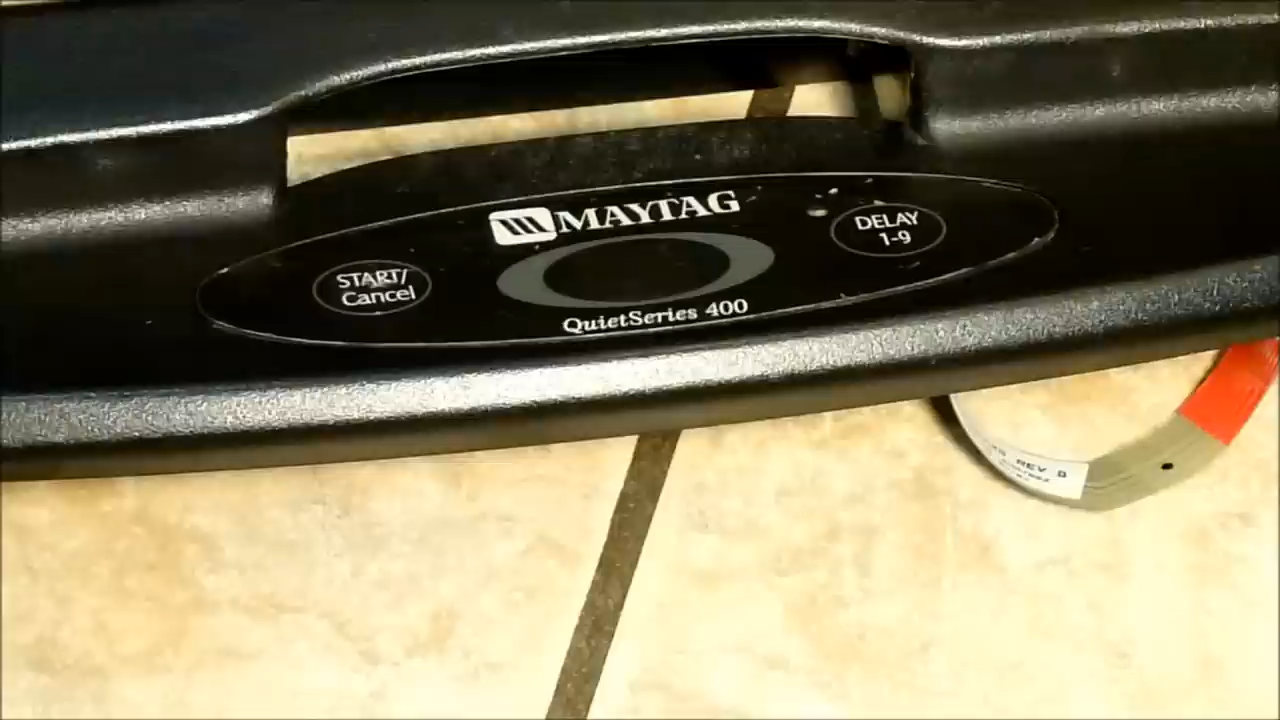 MAYTAG
START/
Cancel
DELAY
1-9
QuietSeries 400
REV B